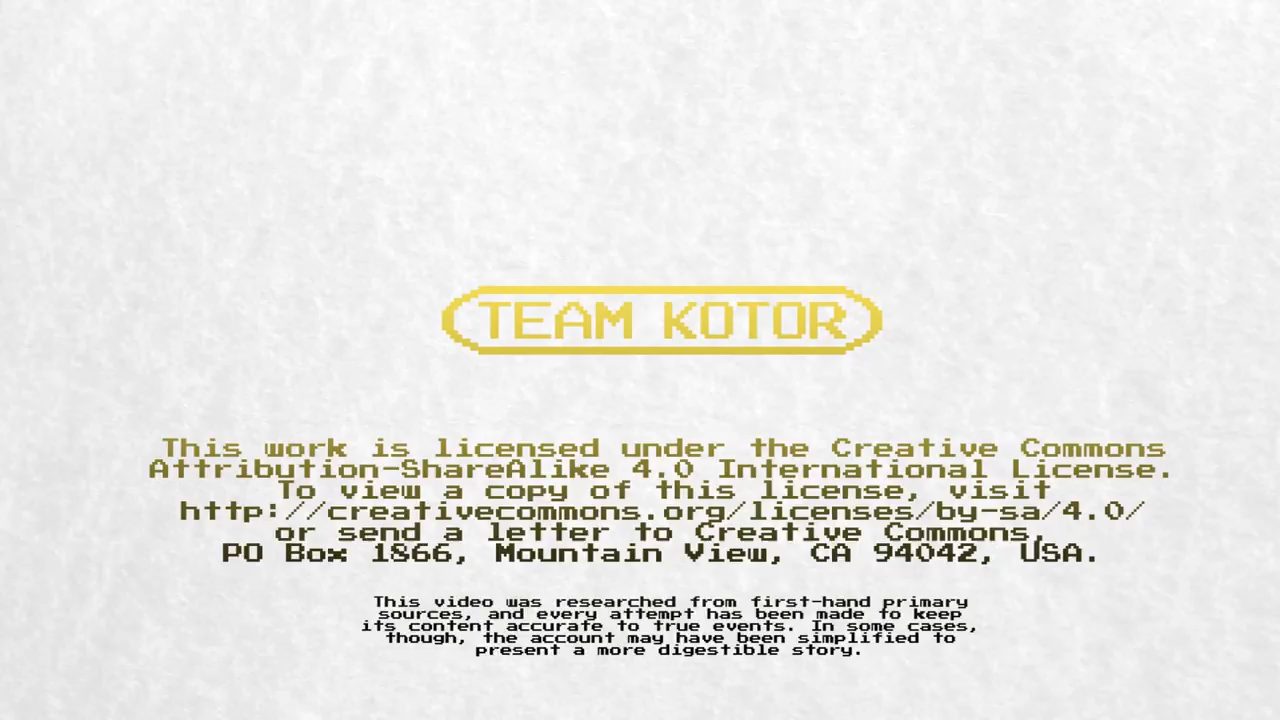 TEAM KOTOR
This work is licensed under the Creative Commons
Attribution-ShareAlike 4.0 International License.
To view a copy of this license, visit
http://creativecommons.org/licenses/by-sa/4.0/
or send a letter to Creative Commons,
PO Box 1866, Mountain View, CA 94042, USA.
This video was researched from first-hand primary
sources, and every attempt has been made to keep
its content accurate to true events. In some cases,
though, the account may have been simplified to
present a more digestible story.